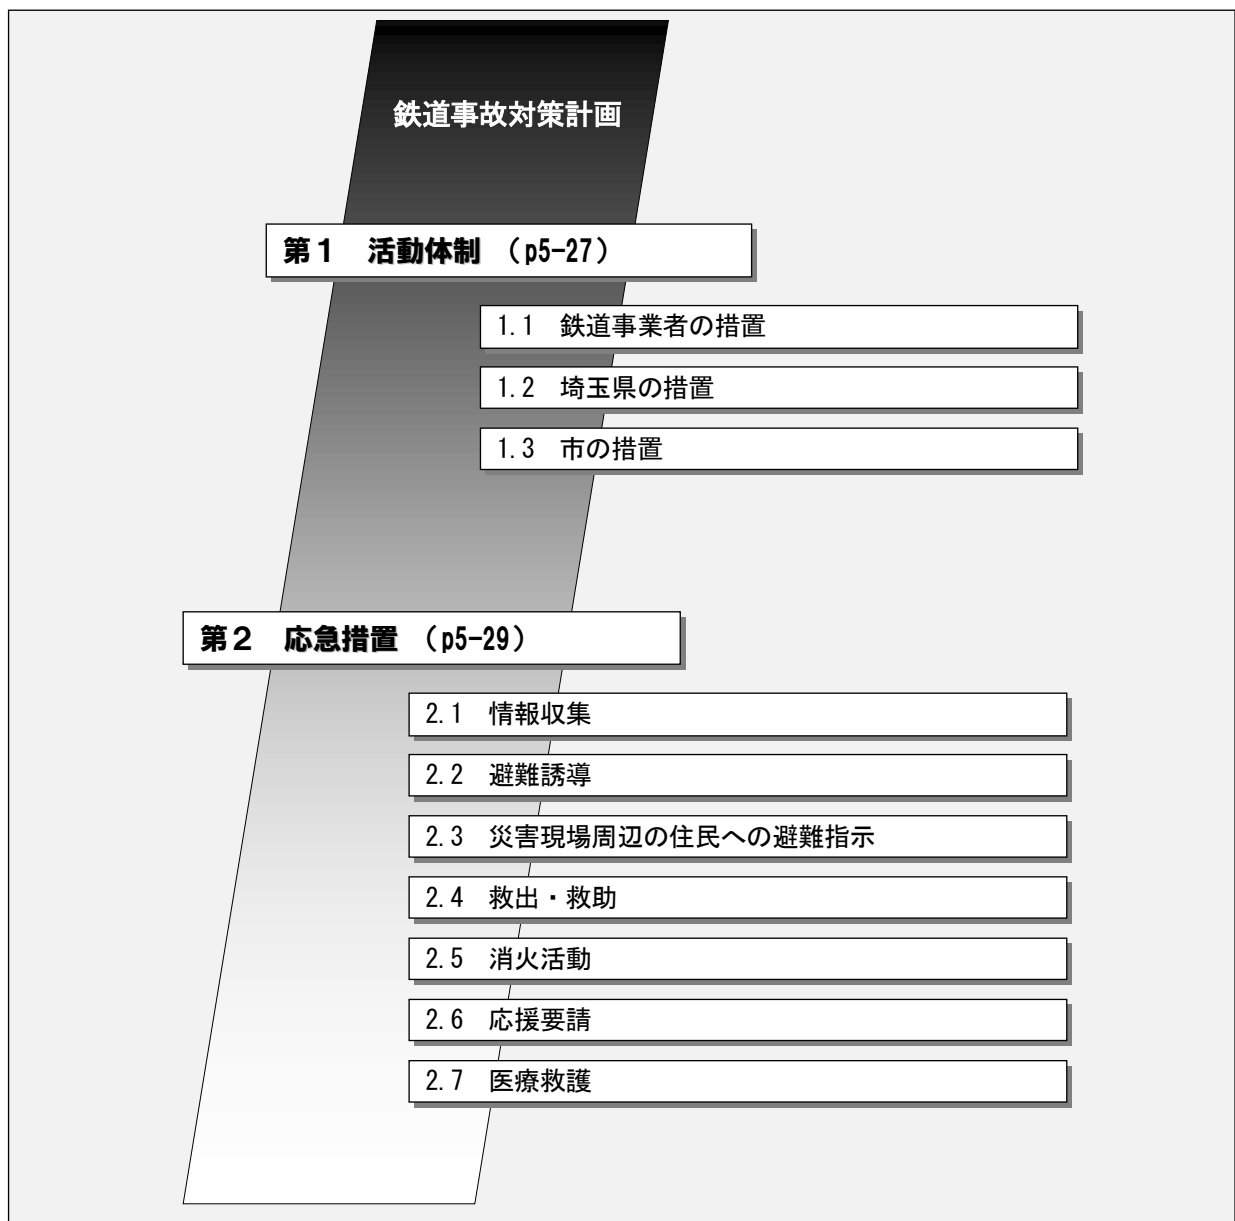 鉄道事故対策計画
第1 活動体制 (p5-27)
1.1 鉄道事業者の措置
1.2 埼玉県の措置
1.3 市の措置
第2 応急措置 (p5-29)
2.1 情報収集
2.2 避難誘導
2.3 災害現場周辺の住民への避難指示
2.4 救出・救助
2.5 消火活動
2.6 応援要請
2.7 医療救護